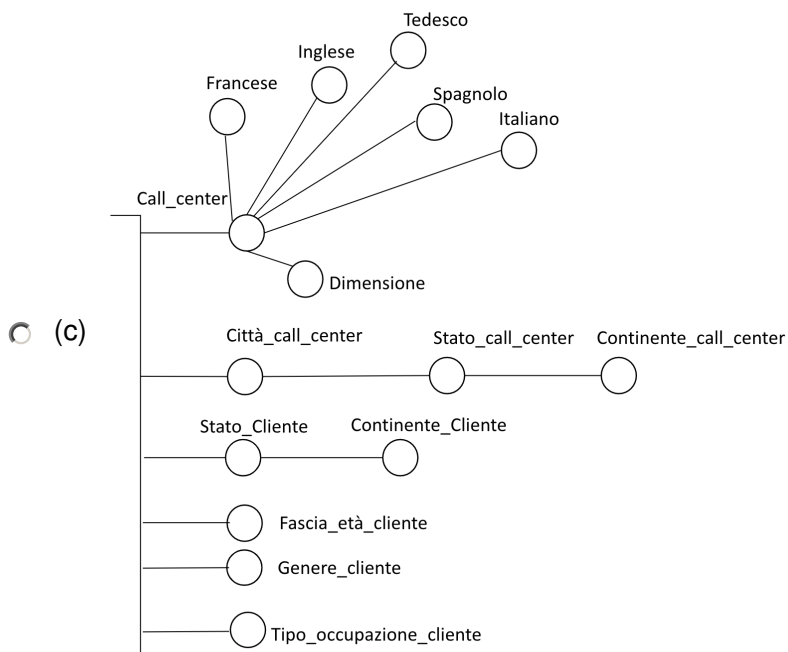 Tedesco
Inglese
Francese
Spagnolo
Italiano
Call_center
Dimensione
(c)
Città_call_center
Stato_call_center
Continente_call_center
Stato_Cliente
Continente_Cliente
Fascia_età_cliente
Genere_cliente
Tipo_occupazione_cliente